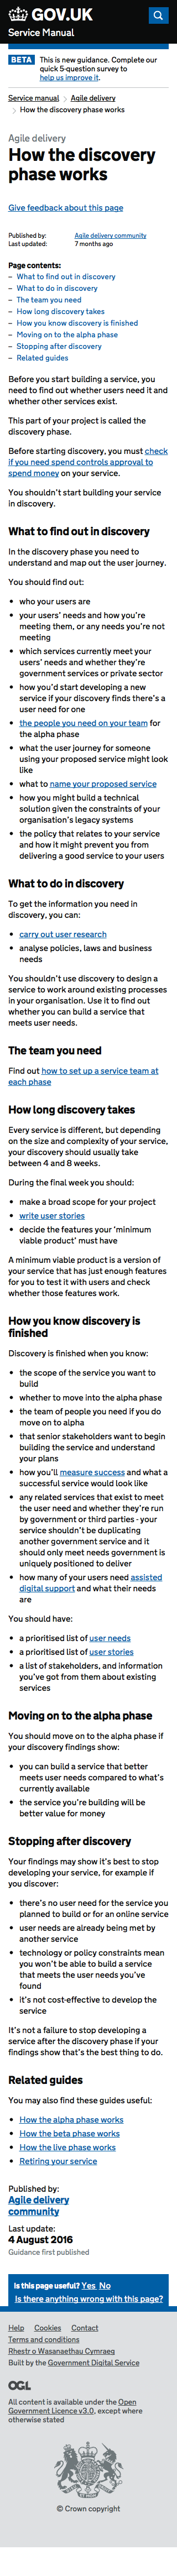 GOV.UK
Service Manual
BETA This is new guidance. Complete our
quick 5-question survey to
help us improve it.
Service manual > Agile delivery
> How the discovery phase works
Agile delivery
How the discovery
phase works
Give feedback about this page
Published by: Agile delivery community
Last updated: 7 months ago
Page contents:
– What to find out in discovery
– What to do in discovery
– The team you need
– How long discovery takes
– How you know discovery is finished
– Moving on to the alpha phase
– Stopping after discovery
– Related guides
Before you start building a service, you
need to find out whether users need it and
whether other services exist.
This part of your project is called the
discovery phase.
Before starting discovery, you must check
if you need spend controls approval to
spend money on your service.
You shouldn't start building your service
in discovery.
What to find out in discovery
In the discovery phase you need to
understand and map out the user journey.
You should find out:
• who your users are
• your users' needs and how you're
meeting them, or any needs you're not
meeting
• which services currently meet your
users' needs and whether they're
government services or private sector
• how you'd start developing a new
service if your discovery finds there's a
user need for one
• the people you need on your team for
the alpha phase
• what the user journey for someone
using your proposed service might look
like
• what to name your proposed service
• how you might build a technical
solution given the constraints of your
organisation's legacy systems
• the policy that relates to your service
and how it might prevent you from
delivering a good service to your users
What to do in discovery
To get the information you need in
discovery, you can:
• carry out user research
• analyse policies, laws and business
needs
You shouldn't use discovery to design a
service to work around existing processes
in your organisation. Use it to find out
whether you can build a service that
meets user needs.
The team you need
Find out how to set up a service team at
each phase
How long discovery takes
Every service is different, but depending
on the size and complexity of your service,
your discovery should usually take
between 4 and 8 weeks.
During the final week you should:
• make a broad scope for your project
• write user stories
• decide the features your 'minimum
viable product' must have
A minimum viable product is a version of
your service that has just enough features
for you to test it with users and check
whether those features work.
How you know discovery is
finished
Discovery is finished when you know:
• the scope of the service you want to
build
• whether to move into the alpha phase
• the team of people you need if you do
move on to alpha
• that senior stakeholders want to begin
building the service and understand
your plans
• how you'll measure success and what a
successful service would look like
• any related services that exist to meet
the user need and whether they're run
by government or third parties - your
service shouldn't be duplicating
another government service and it
should only meet needs government is
uniquely positioned to deliver
• how many of your users need assisted
digital support and what their needs
are
You should have:
• a prioritised list of user needs
• a prioritised list of user stories
• a list of stakeholders, and information
you've got from them about existing
services
Moving on to the alpha phase
You should move on to the alpha phase if
your discovery findings show:
• you can build a service that better
meets user needs compared to what's
currently available
• the service you're building will be
better value for money
Stopping after discovery
Your findings may show it's best to stop
developing your service, for example if
you discover:
• there's no user need for the service you
planned to build or for an online service
• user needs are already being met by
another service
• technology or policy constraints mean
you won't be able to build a service
that meets the user needs you've
found
• it's not cost-effective to develop the
service
It's not a failure to stop developing a
service after the discovery phase if your
findings show that's the best thing to do.
Related guides
You may also find these guides useful:
• How the alpha phase works
• How the beta phase works
• How the live phase works
• Retiring your service
Published by:
Agile delivery
community
Last update:
4 August 2016
Guidance first published
Is this page useful? Yes No
Is there anything wrong with this page?
Help Cookies Contact
Terms and conditions
Rhestr o Wasanaethau Cymraeg
Built by the Government Digital Service
OGL
All content is available under the Open
Government Licence v3.0, except where
otherwise stated
© Crown copyright